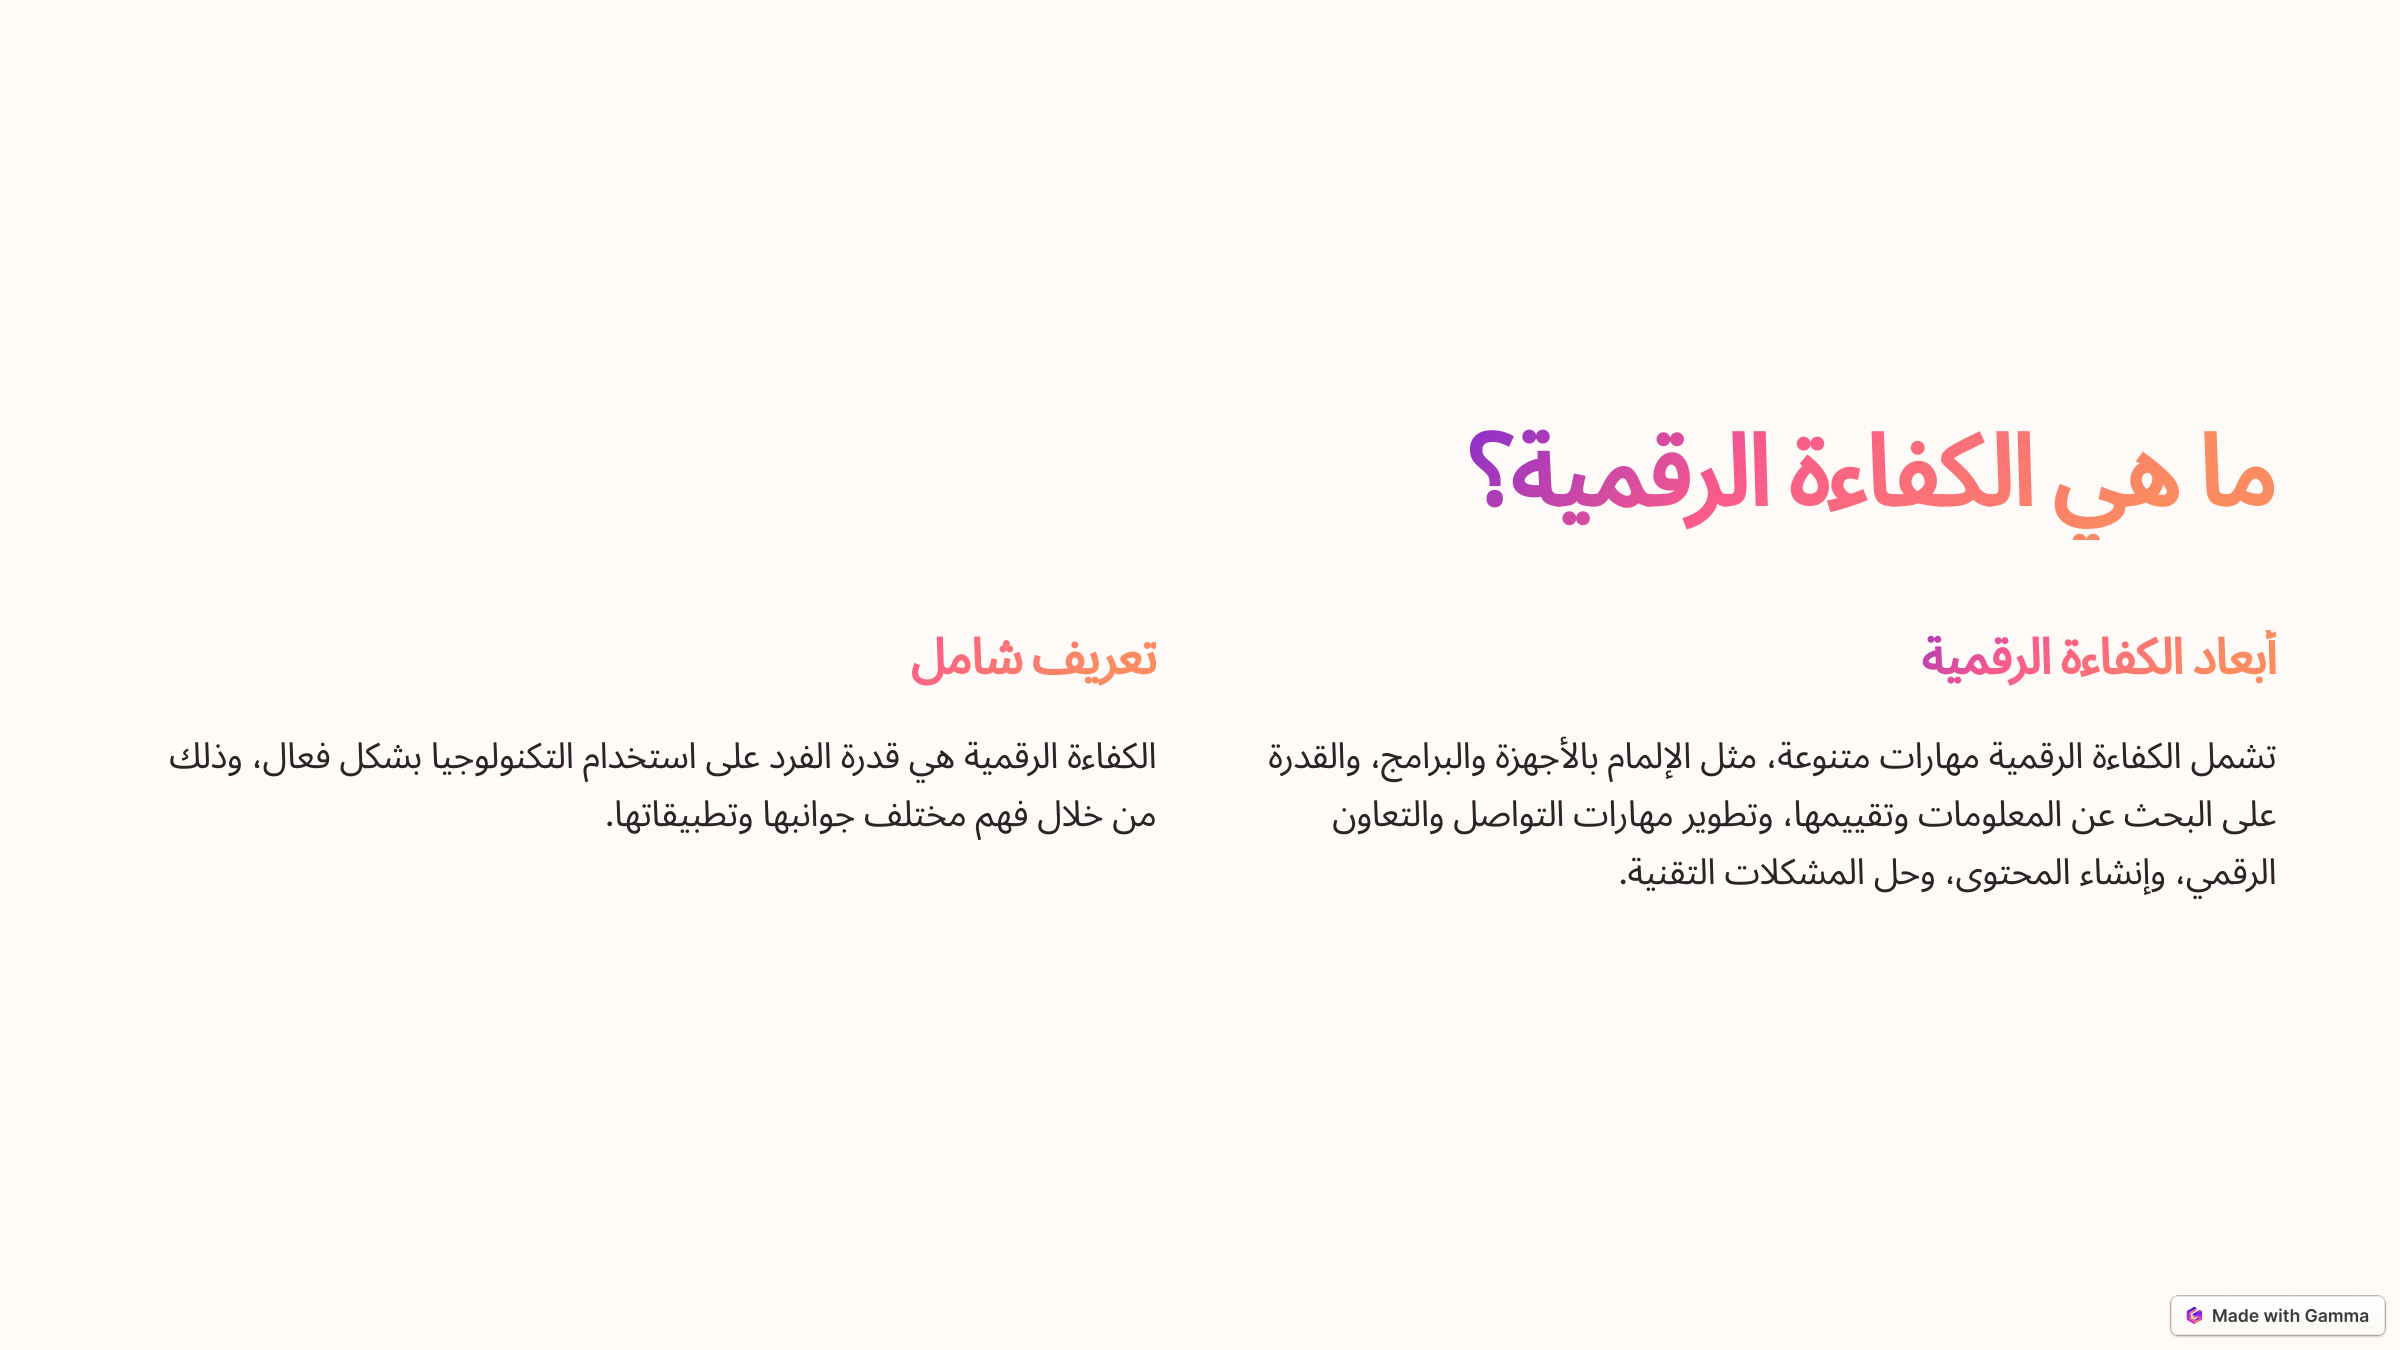 ما هي الكفاءة الرقمية؟
أبعاد الكفاءة الرقمية
تشمل الكفاءة الرقمية مهارات متنوعة، مثل الإلمام بالأجهزة والبرامج، والقدرة
على البحث عن المعلومات وتقييمها، وتطوير مهارات التواصل والتعاون
الرقمي، وإنشاء المحتوى، وحل المشكلات التقنية.
تعريف شامل
الكفاءة الرقمية هي قدرة الفرد على استخدام التكنولوجيا بشكل فعال، وذلك
من خلال فهم مختلف جوانبها وتطبيقاتها.
Made with Gamma